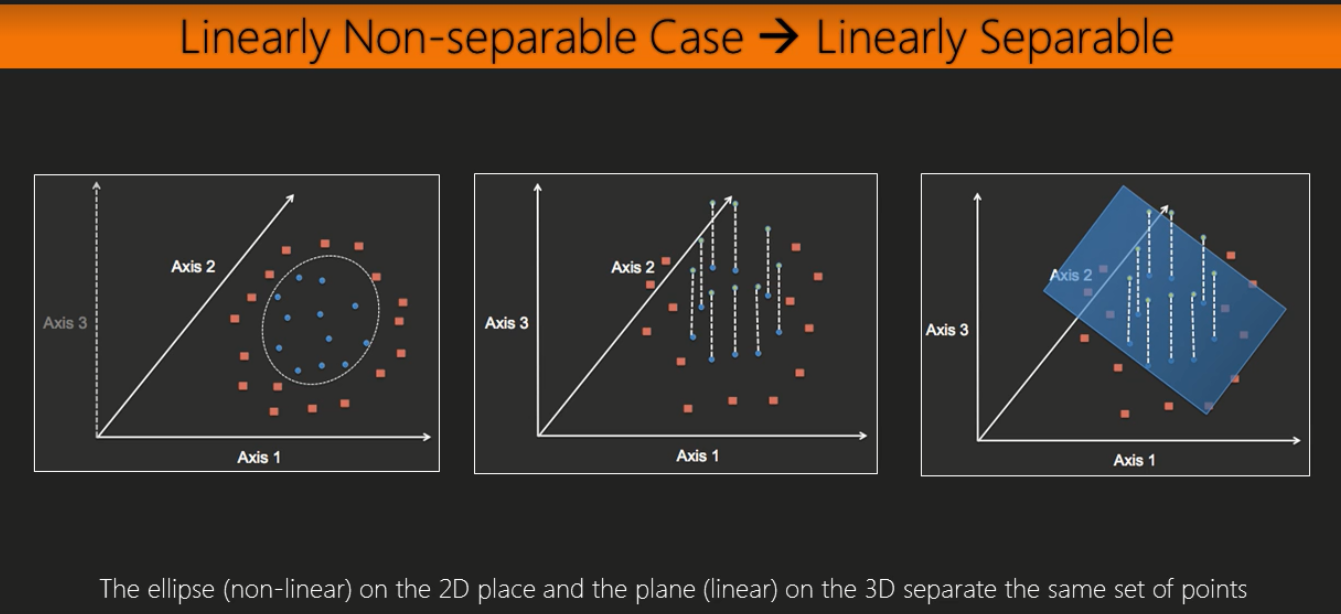 Linearly Non-separable Case → Linearly Separable
Axis 2
Axis 3
Axis 1
Axis 2
Axis 3
Axis 1
Axis 2
Axis 3
Axis 1
The ellipse (non-linear) on the 2D place and the plane (linear) on the 3D separate the same set of points